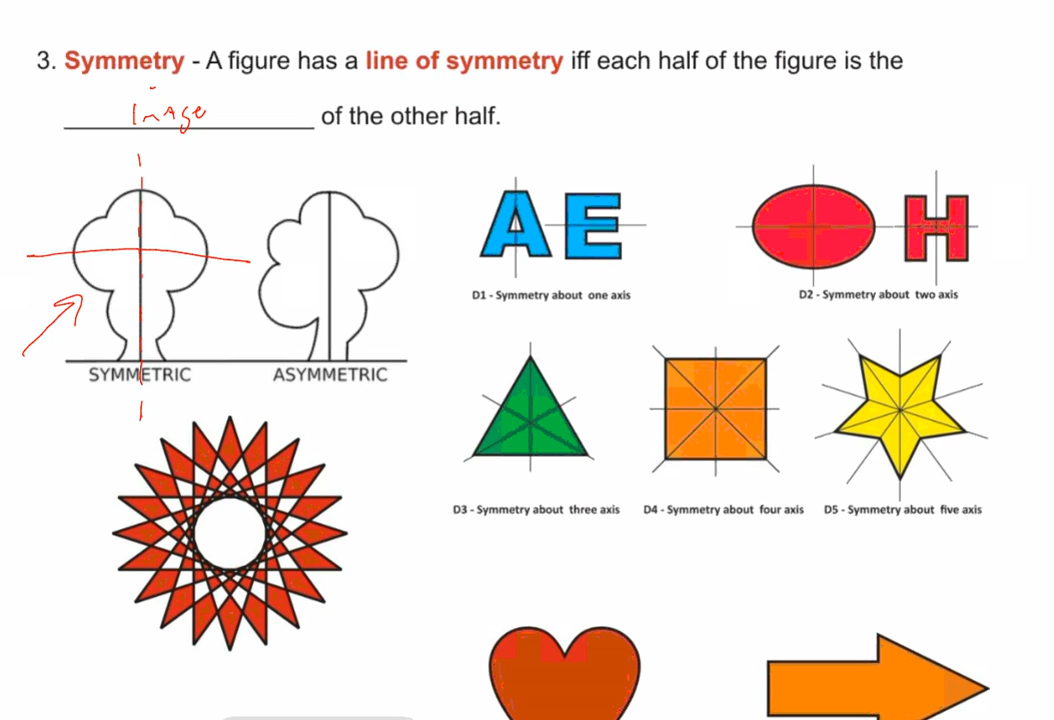 3. Symmetry - A figure has a line of symmetry iff each half of the figure is the
Image of the other half.
A E
H
D1 - Symmetry about one axis
D2 - Symmetry about two axis
SYMMETRIC
ASYMMETRIC
D3 - Symmetry about three axis
D4 - Symmetry about four axis
D5 - Symmetry about five axis